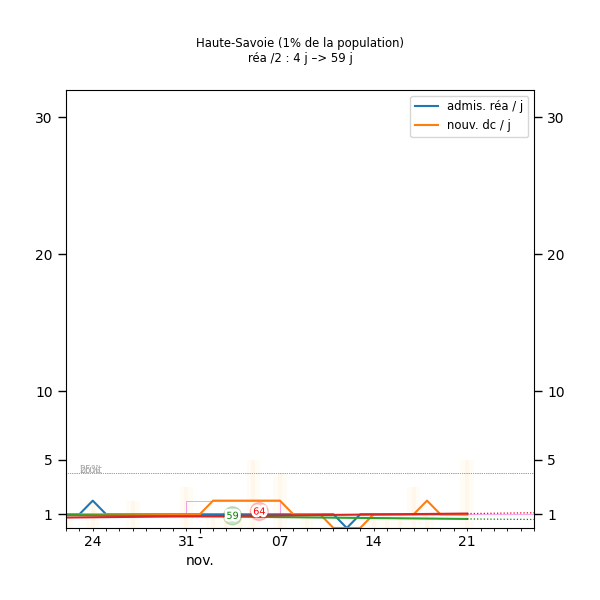 Haute-Savoie (1% de la population)
réa /2 : 4 j –> 59 j
admis. réa / j
nouv. dc / j
30 30
20 20
10 10
5 5
1 1
59 64
24 31 - 07 14 21
nov.